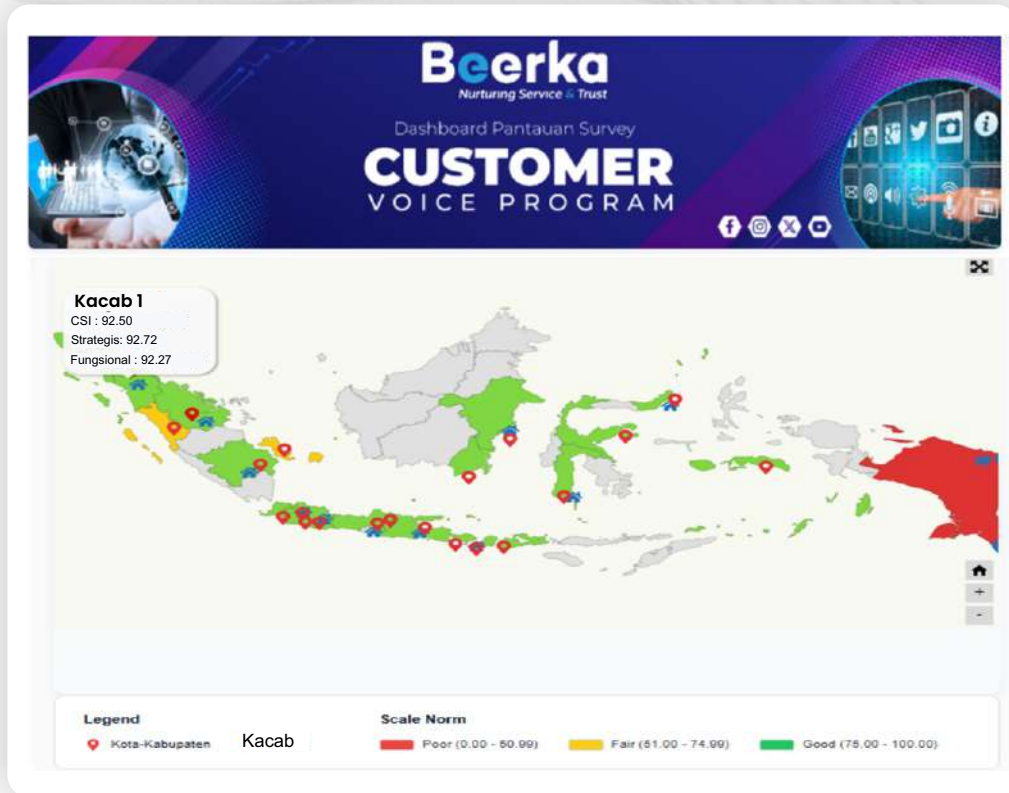 Beerka
Nurturing Service & Trust
Dashboard Pantauan Survey
CUSTOMER
VOICE PROGRAM
Kacab 1
CSI : 92.50
Strategis: 92.72
Fungsional : 92.27
+
-
Legend
Kota-Kabupaten
Kacab
Scale Norm
Poor (0.00 - 50.99)
Fair (51.00 - 74.99)
Good (75.00 - 100.00)